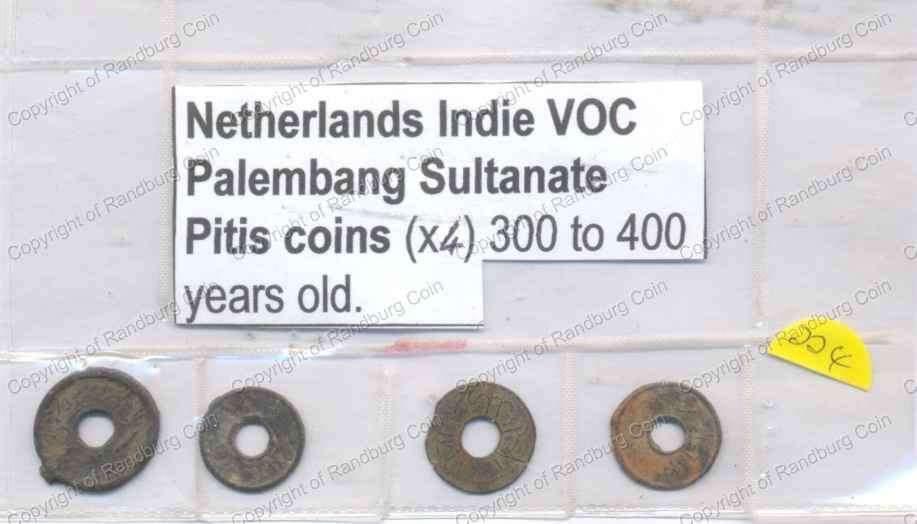 Netherlands Indie VOC
Palembang Sultanate
Pitis coins (x4) 300 to 400
years old.
Copyright of Randburg Coin